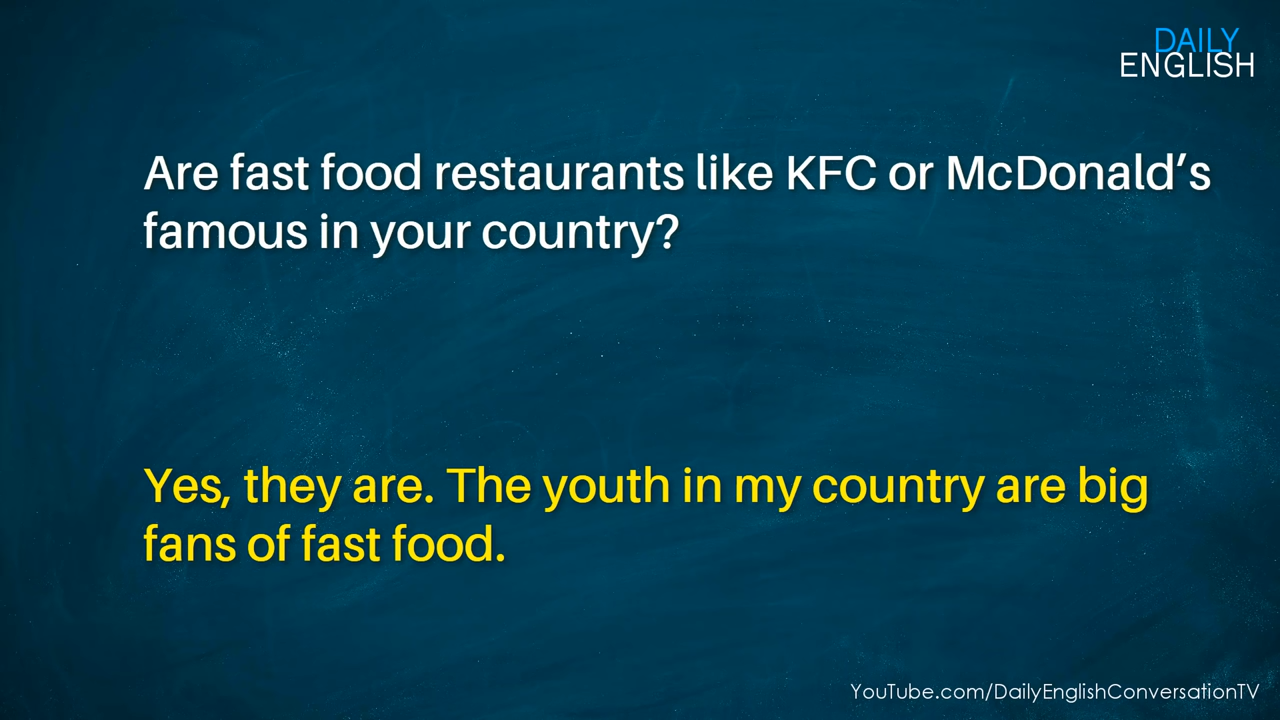 DAILY
ENGLISH
Are fast food restaurants like KFC or McDonald’s
famous in your country?
Yes, they are. The youth in my country are big
fans of fast food.
YouTube.com/DailyEnglishConversationTV